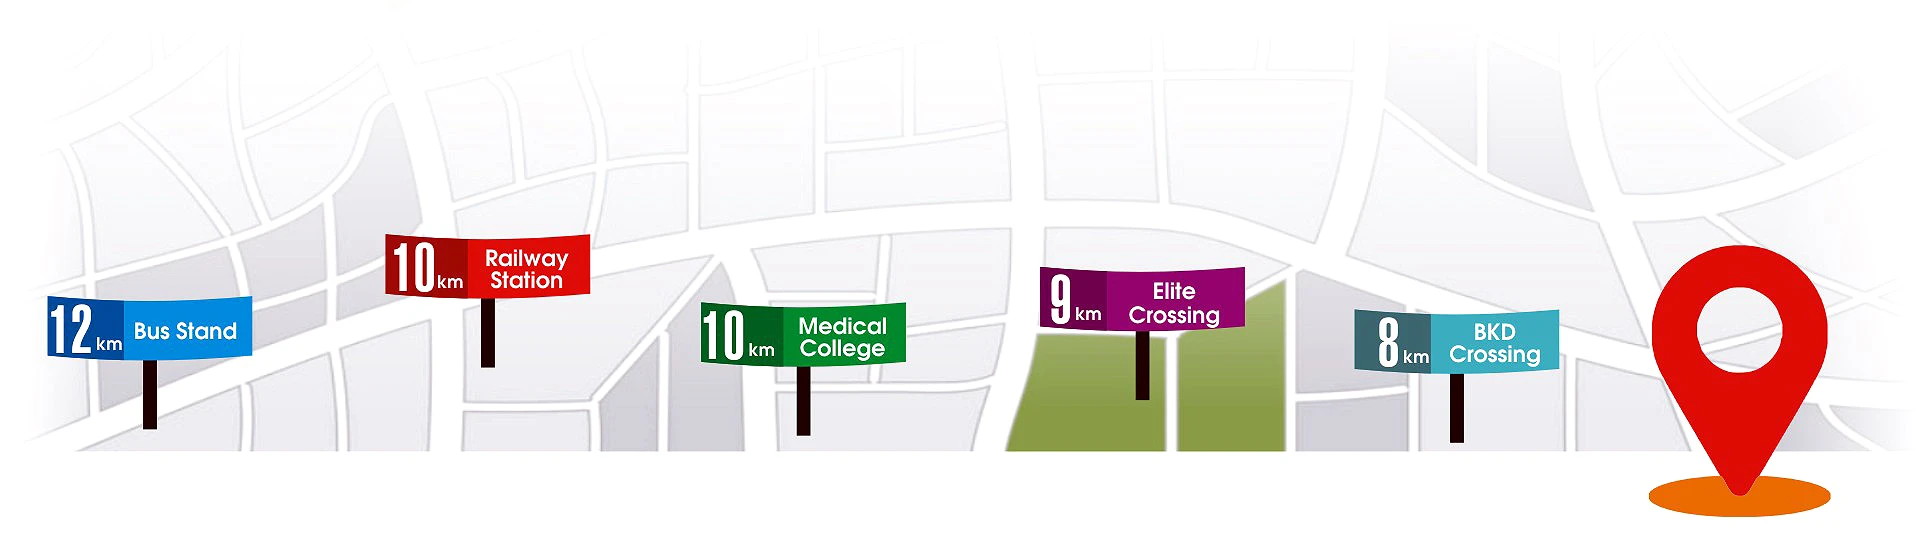 12 km Bus Stand
10 km Railway
Station
10 km Medical
College
9 km Elite
Crossing
8 km BKD
Crossing